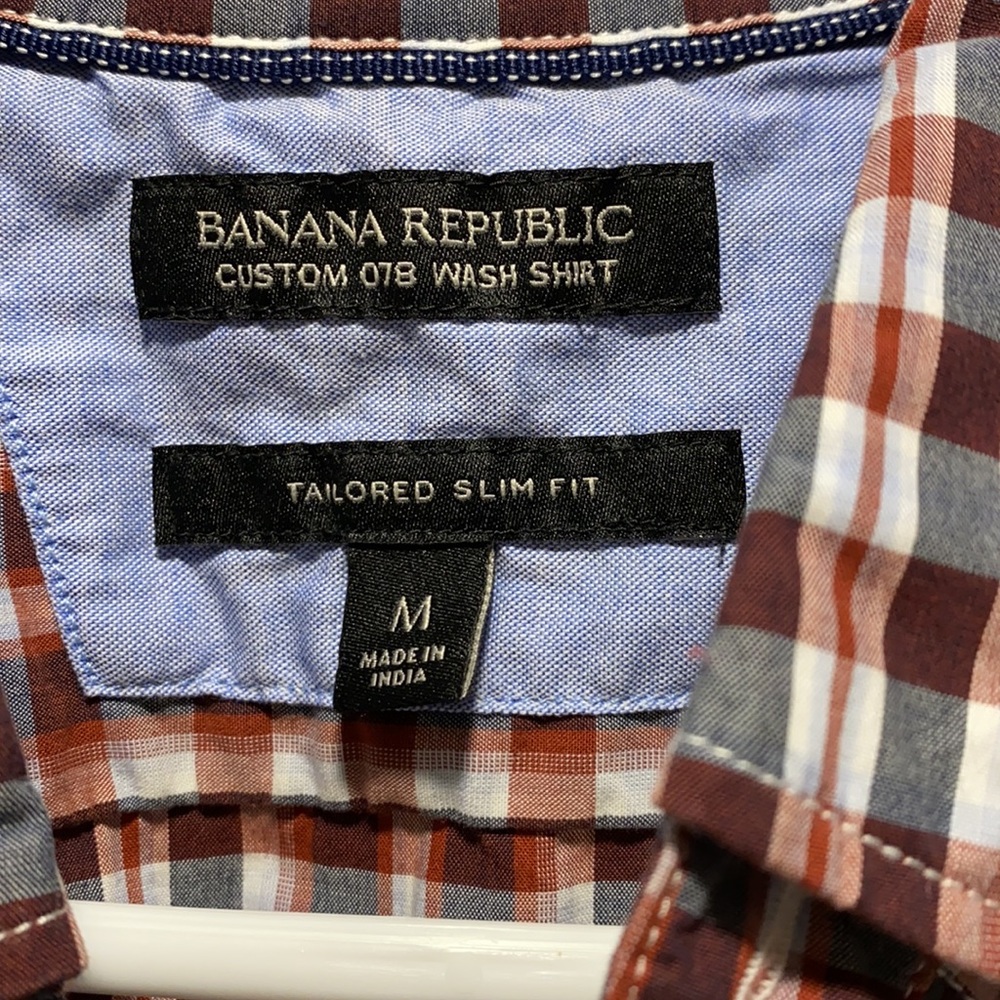 BANANA REPUBLIC
CUSTOM 078 WASH SHIRT
TAILORED SLIM FIT
M
MADE IN
INDIA